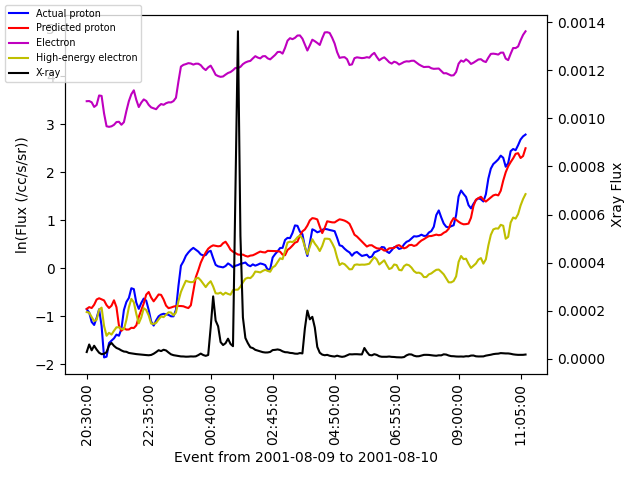 Actual proton
Predicted proton
Electron
High-energy electron
X-ray
3
2
1
0
−1
−2
ln(Flux (/cc/s/sr))
0.0014
0.0012
0.0010
0.0008
0.0006
0.0004
0.0002
0.0000
Xray Flux
20:30:00
22:35:00
00:40:00
02:45:00
04:50:00
06:55:00
09:00:00
11:05:00
Event from 2001-08-09 to 2001-08-10